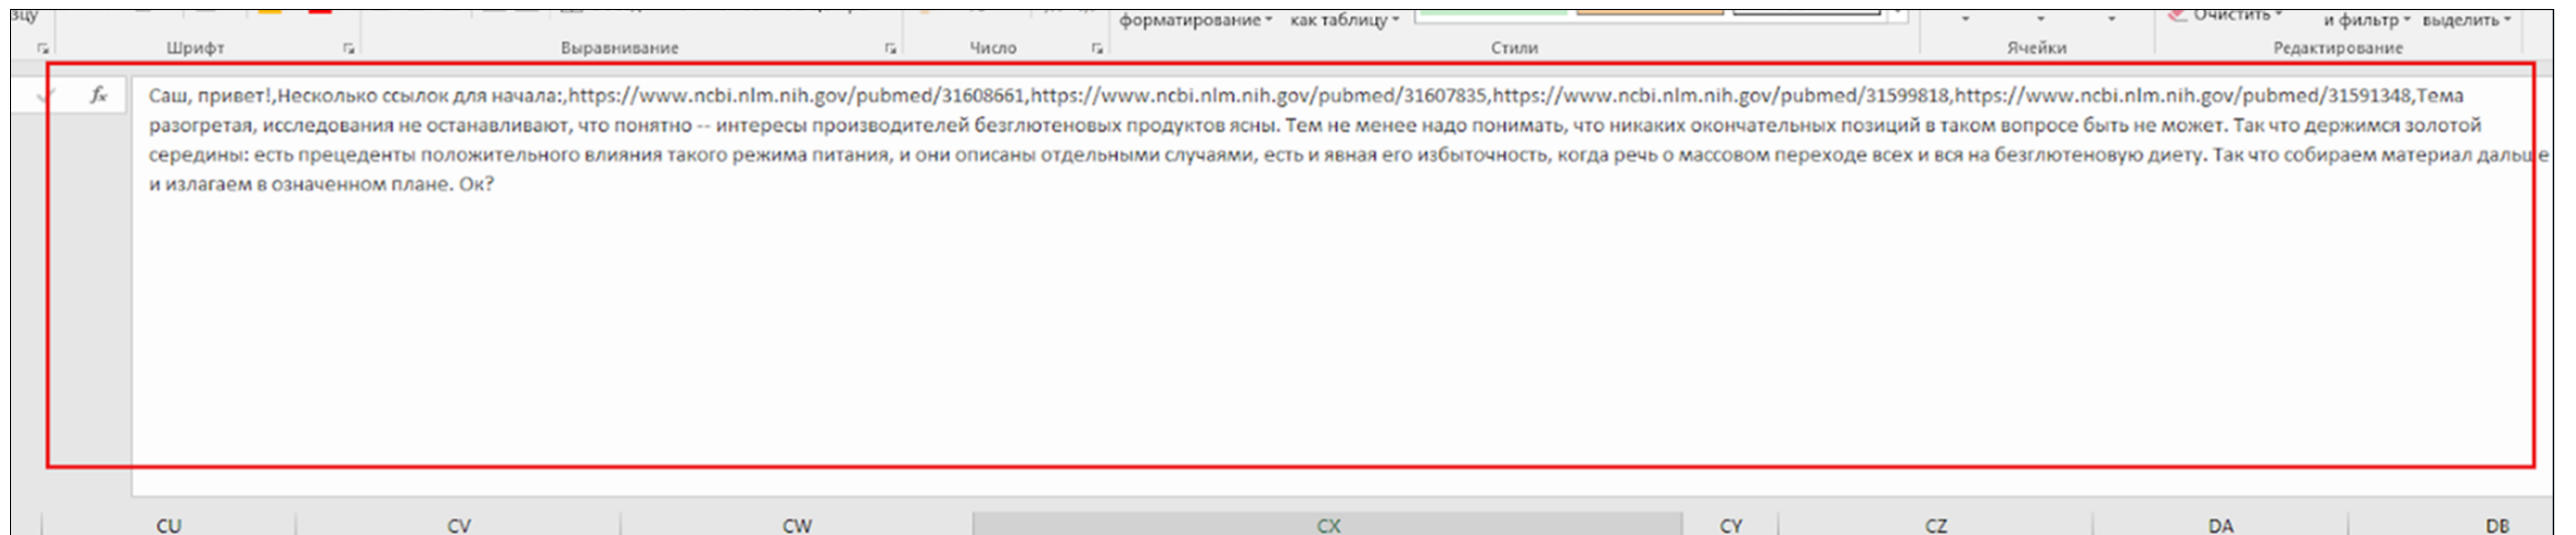 зцу
форматирование как таблицу Очистить и фильтр выделить
Шрифт Выравнивание Число Стили Ячейки Редактирование
fx Саш, привет!,Несколько ссылок для начала:,https://www.ncbi.nlm.nih.gov/pubmed/31608661,https://www.ncbi.nlm.nih.gov/pubmed/31607835,https://www.ncbi.nlm.nih.gov/pubmed/31599818,https://www.ncbi.nlm.nih.gov/pubmed/31591348,Тема
разогретая, исследования не останавливают, что понятно -- интересы производителей безглютеновых продуктов ясны. Тем не менее надо понимать, что никаких окончательных позиций в таком вопросе быть не может. Так что держимся золотой
середины: есть прецеденты положительного влияния такого режима питания, и они описаны отдельными случаями, есть и явная его избыточность, когда речь о массовом переходе всех и вся на безглютеновую диету. Так что собираем материал дальше
и излагаем в означенном плане. Ок?
CU CV CW CX CY CZ DA DB